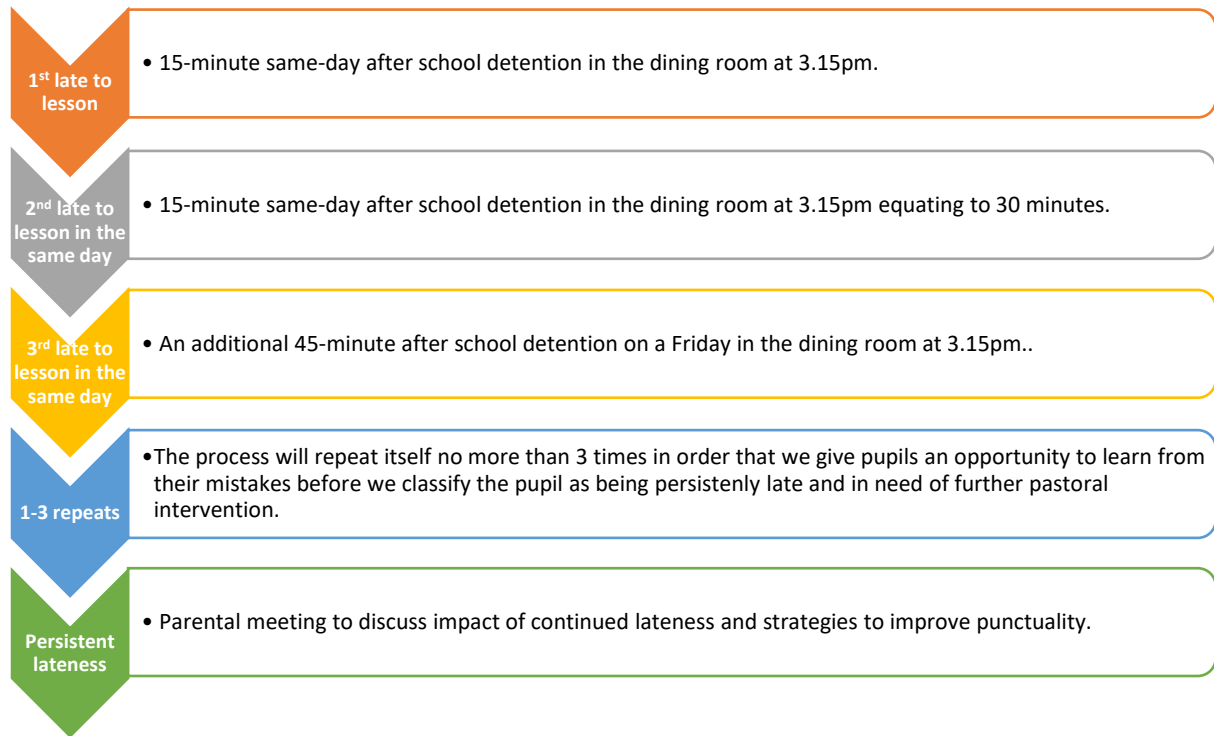 1st late to
lesson
• 15-minute same-day after school detention in the dining room at 3.15pm.
2nd late to
lesson in the
same day
• 15-minute same-day after school detention in the dining room at 3.15pm equating to 30 minutes.
3rd late to
lesson in the
same day
• An additional 45-minute after school detention on a Friday in the dining room at 3.15pm..
1-3 repeats
•The process will repeat itself no more than 3 times in order that we give pupils an opportunity to learn from
their mistakes before we classify the pupil as being persistenly late and in need of further pastoral
intervention.
Persistent
lateness
• Parental meeting to discuss impact of continued lateness and strategies to improve punctuality.